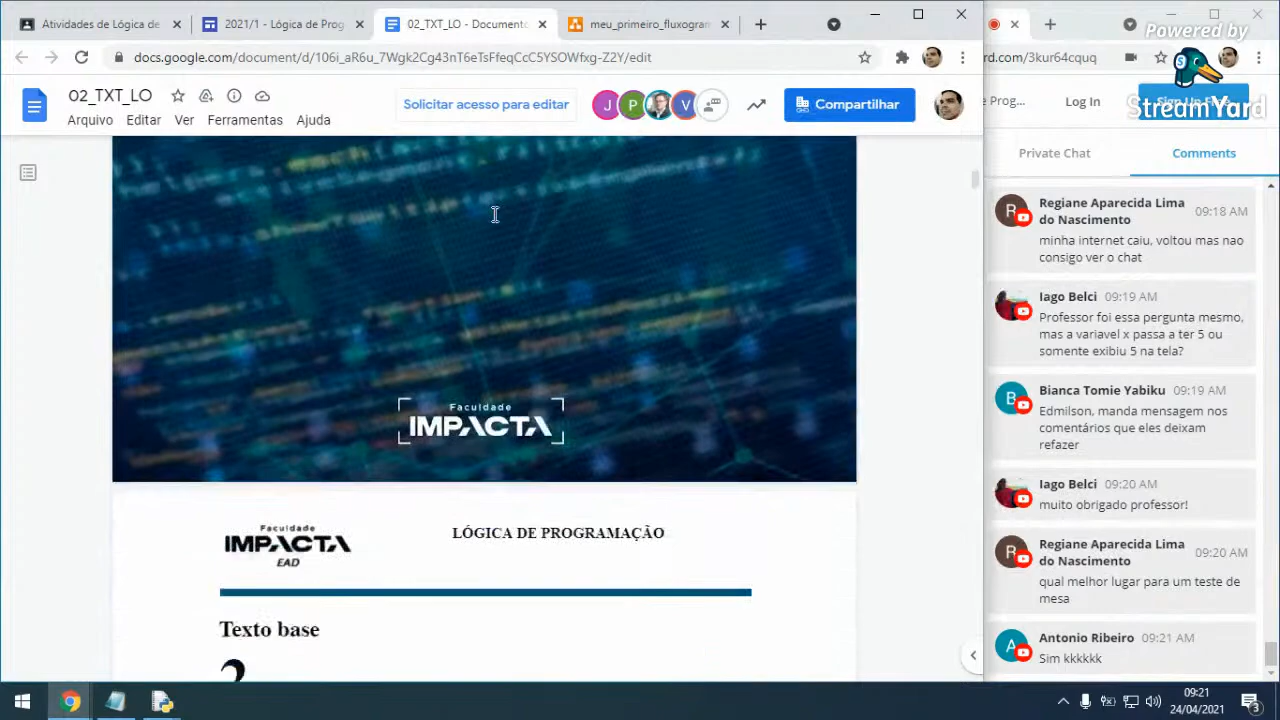 Atividades de Lógica de
2021/1 - Lógica de Prog
02_TXT_LO - Documento
meu_primeiro_fluxogram
docs.google.com/document/d/106i_aR6u_7Wgk2Cg43nT6erFfeqCcC5YSOWfxg-Z2Y/edit
rd.com/3kur64cquq
Powered by
StreamYard
02_TXT_LO
Arquivo Editar Ver Ferramentas Ajuda
Solicitar acesso para editar
J P V
Compartilhar
e Prog...
Log In
Private Chat
Comments
Faculdade
IMPACTA
Faculdade
IMPACTA
EAD
LÓGICA DE PROGRAMAÇÃO
Texto base
2
R
Regiane Aparecida Lima
do Nascimento
09:18 AM
minha internet caiu, voltou mas nao
consigo ver o chat
Iago Belci 09:19 AM
Professor foi essa pergunta mesmo,
mas a variavel x passa a ter 5 ou
somente exibiu 5 na tela?
B
Bianca Tomie Yabiku 09:19 AM
Edmilson, manda mensagem nos
comentários que eles deixam
refazer
Iago Belci 09:20 AM
muito obrigado professor!
R
Regiane Aparecida Lima
do Nascimento
09:20 AM
qual melhor lugar para um teste de
mesa
A
Antonio Ribeiro 09:21 AM
Sim kkkkkk
09:21
24/04/2021
3